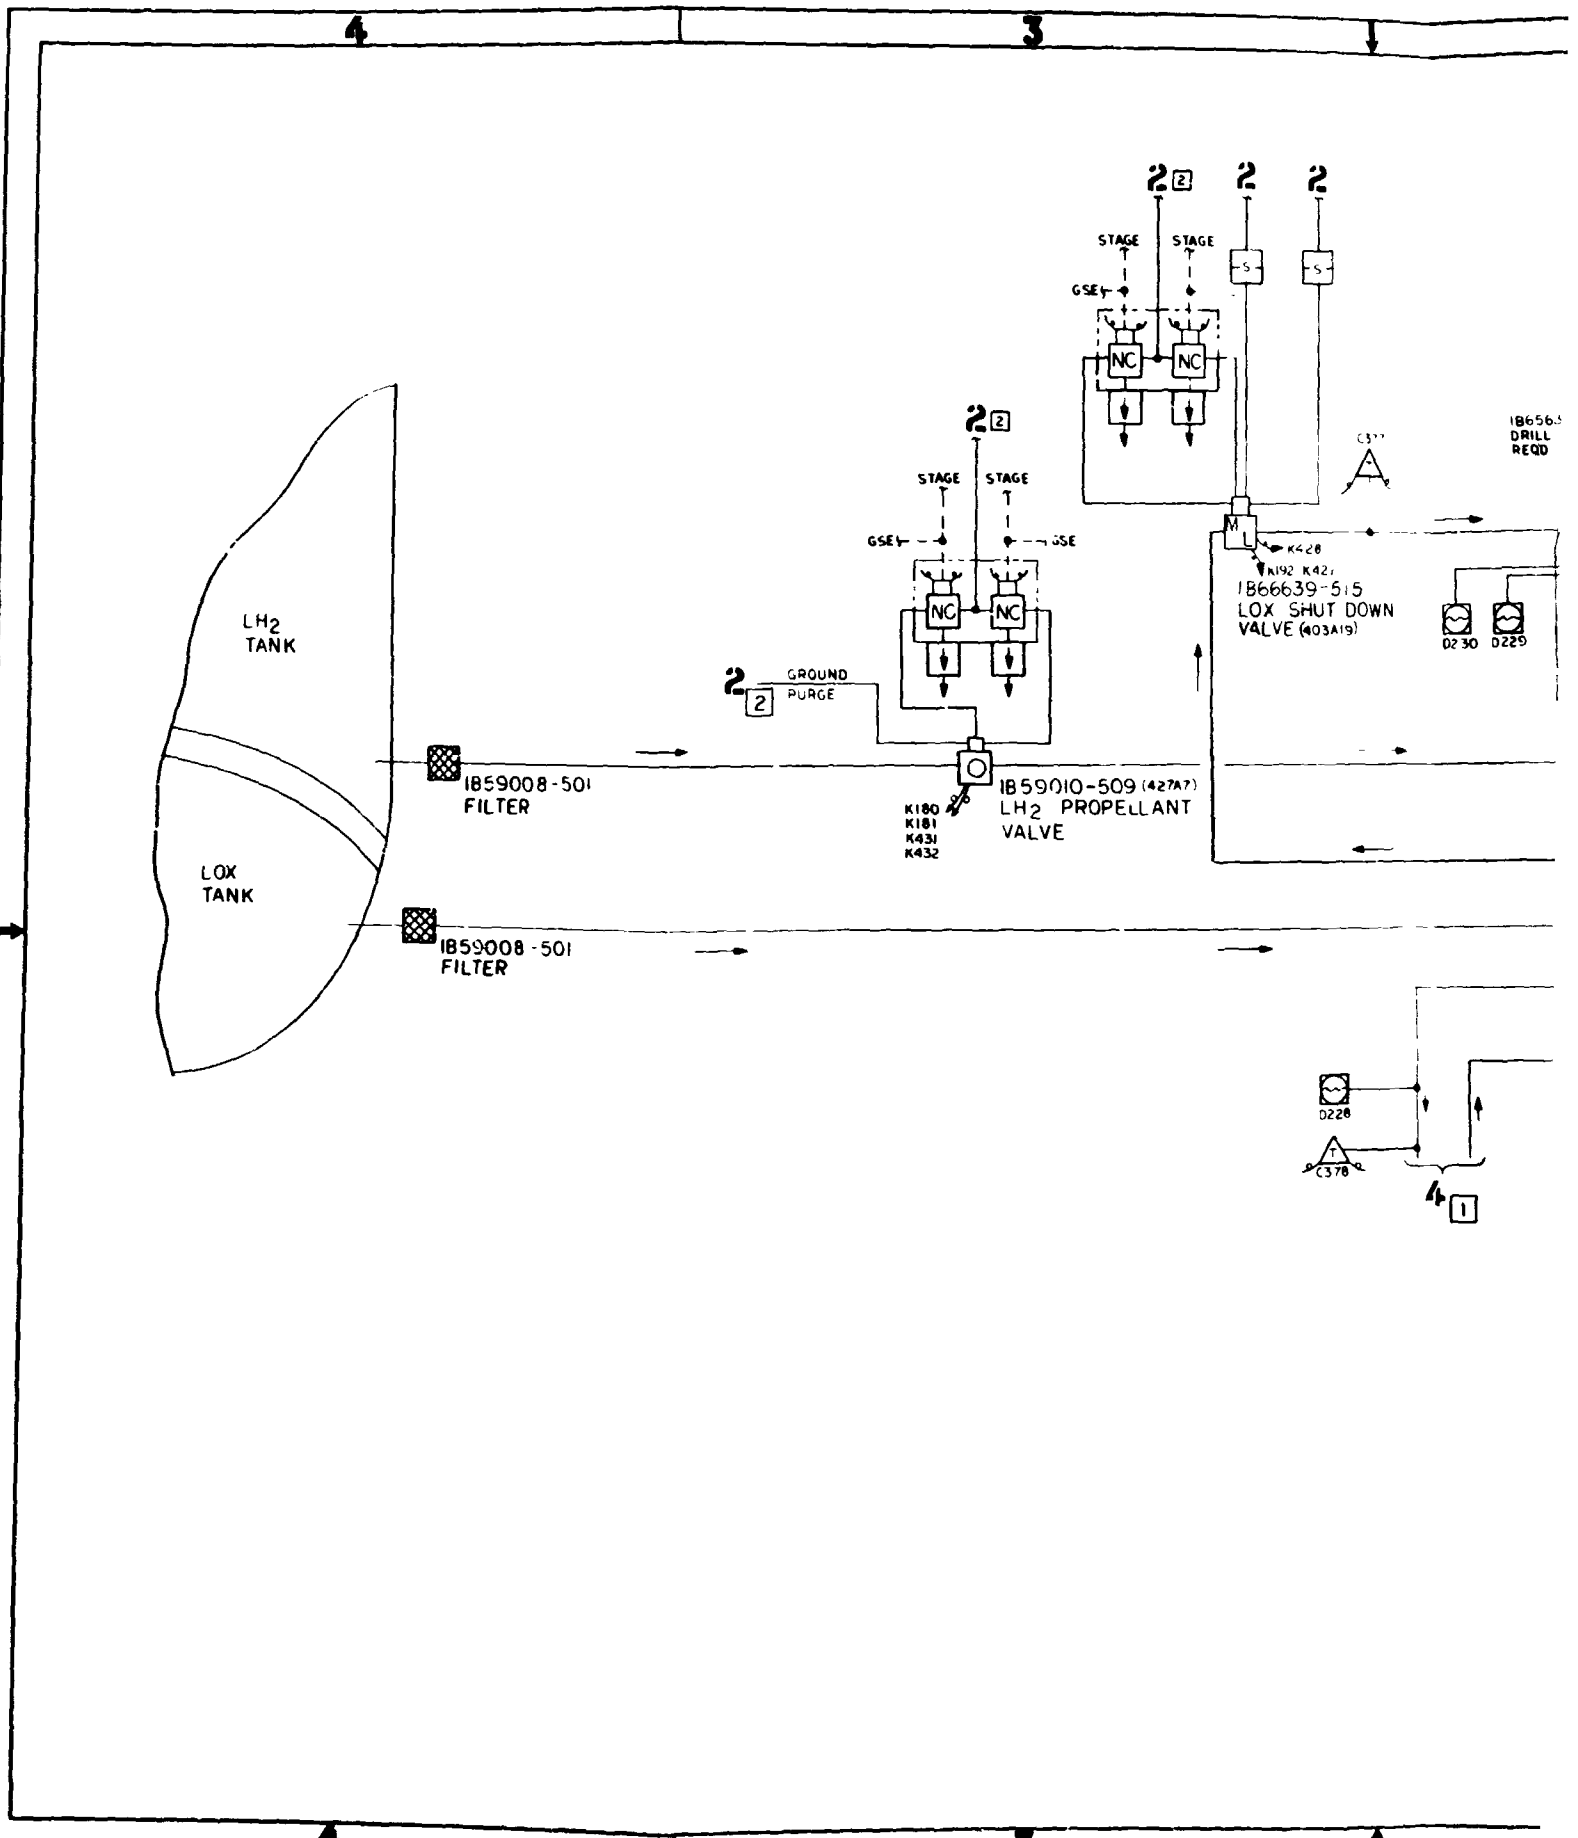 4
3
2 2
2
2
STAGE STAGE
GSE
S
S
NC NC
2 2
STAGE STAGE
GSE
GSE
NC NC
DRILL
REQD
M
L
K428
K192 K427
1B66639-515
LOX SHUT DOWN
VALVE (403A19)
D230 D229
LH2
TANK
2 2
GROUND
PURGE
1B59008-501
FILTER
1B59010-509 (427A7)
LH2 PROPELLANT
VALVE
K180
K181
K431
K432
LOX
TANK
1B59008-501
FILTER
D228
T
C378
4 1